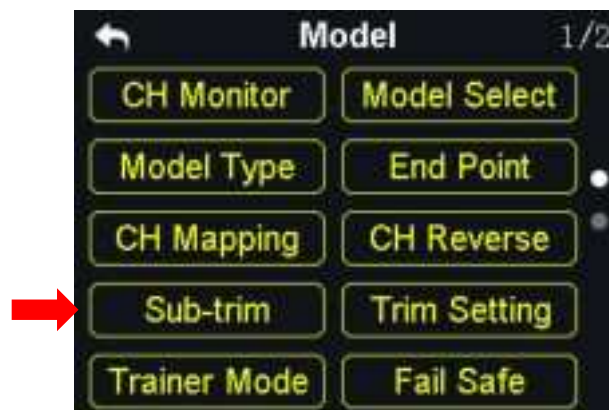 Model 1/2
CH Monitor Model Select
Model Type End Point
CH Mapping CH Reverse
Sub-trim Trim Setting
Trainer Mode Fail Safe